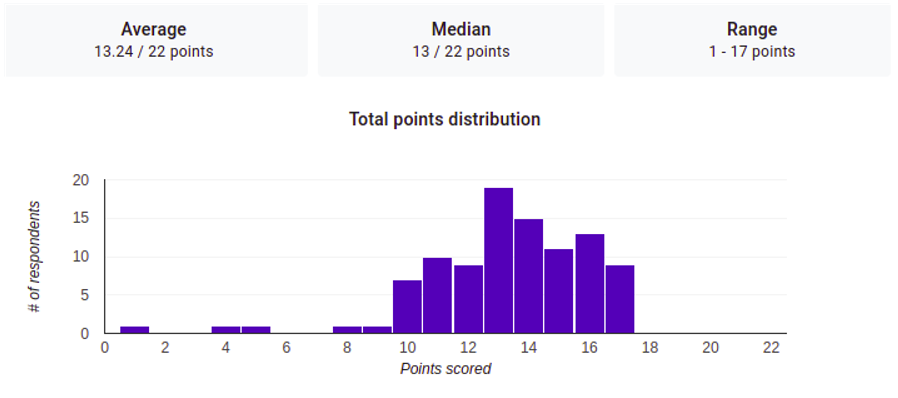 Average
13.24 / 22 points
Median
13 / 22 points
Range
1 - 17 points
Total points distribution
# of respondents
20
15
10
5
0
0 2 4 6 8 10 12 14 16 18 20 22
Points scored